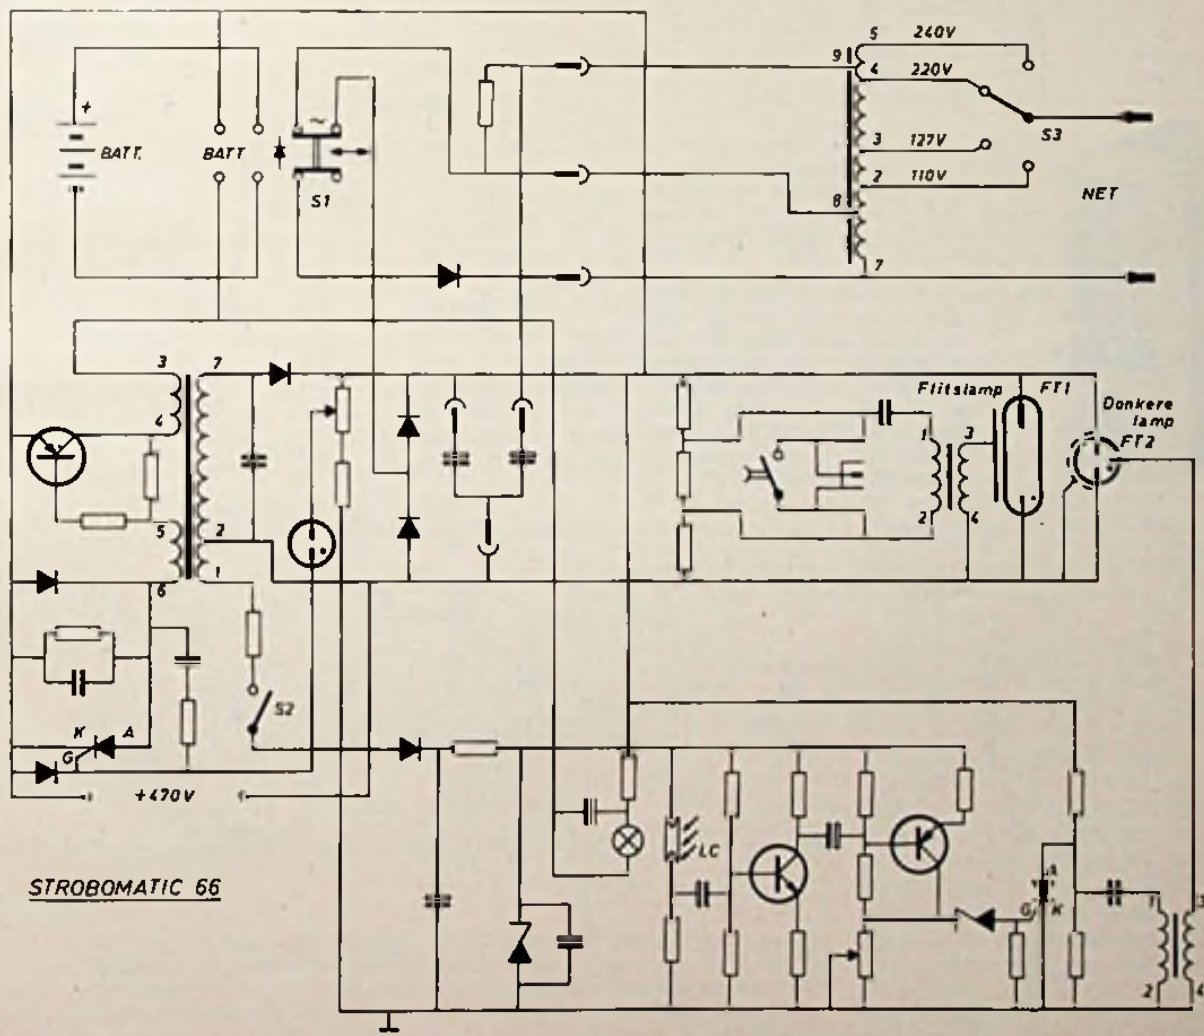 5 240V
9
4 220V
+
BATT.
BATT
~
S1
3 127V
2 110V
S3
8
NET
7
3
7
4
5
2
6
1
Flitslamp
FT1
Donkere
lamp
FT2
1
3
2
4
S2
K
A
G
+470V
LC
A
G
K
1
3
2
4
STROBOMATIC 66